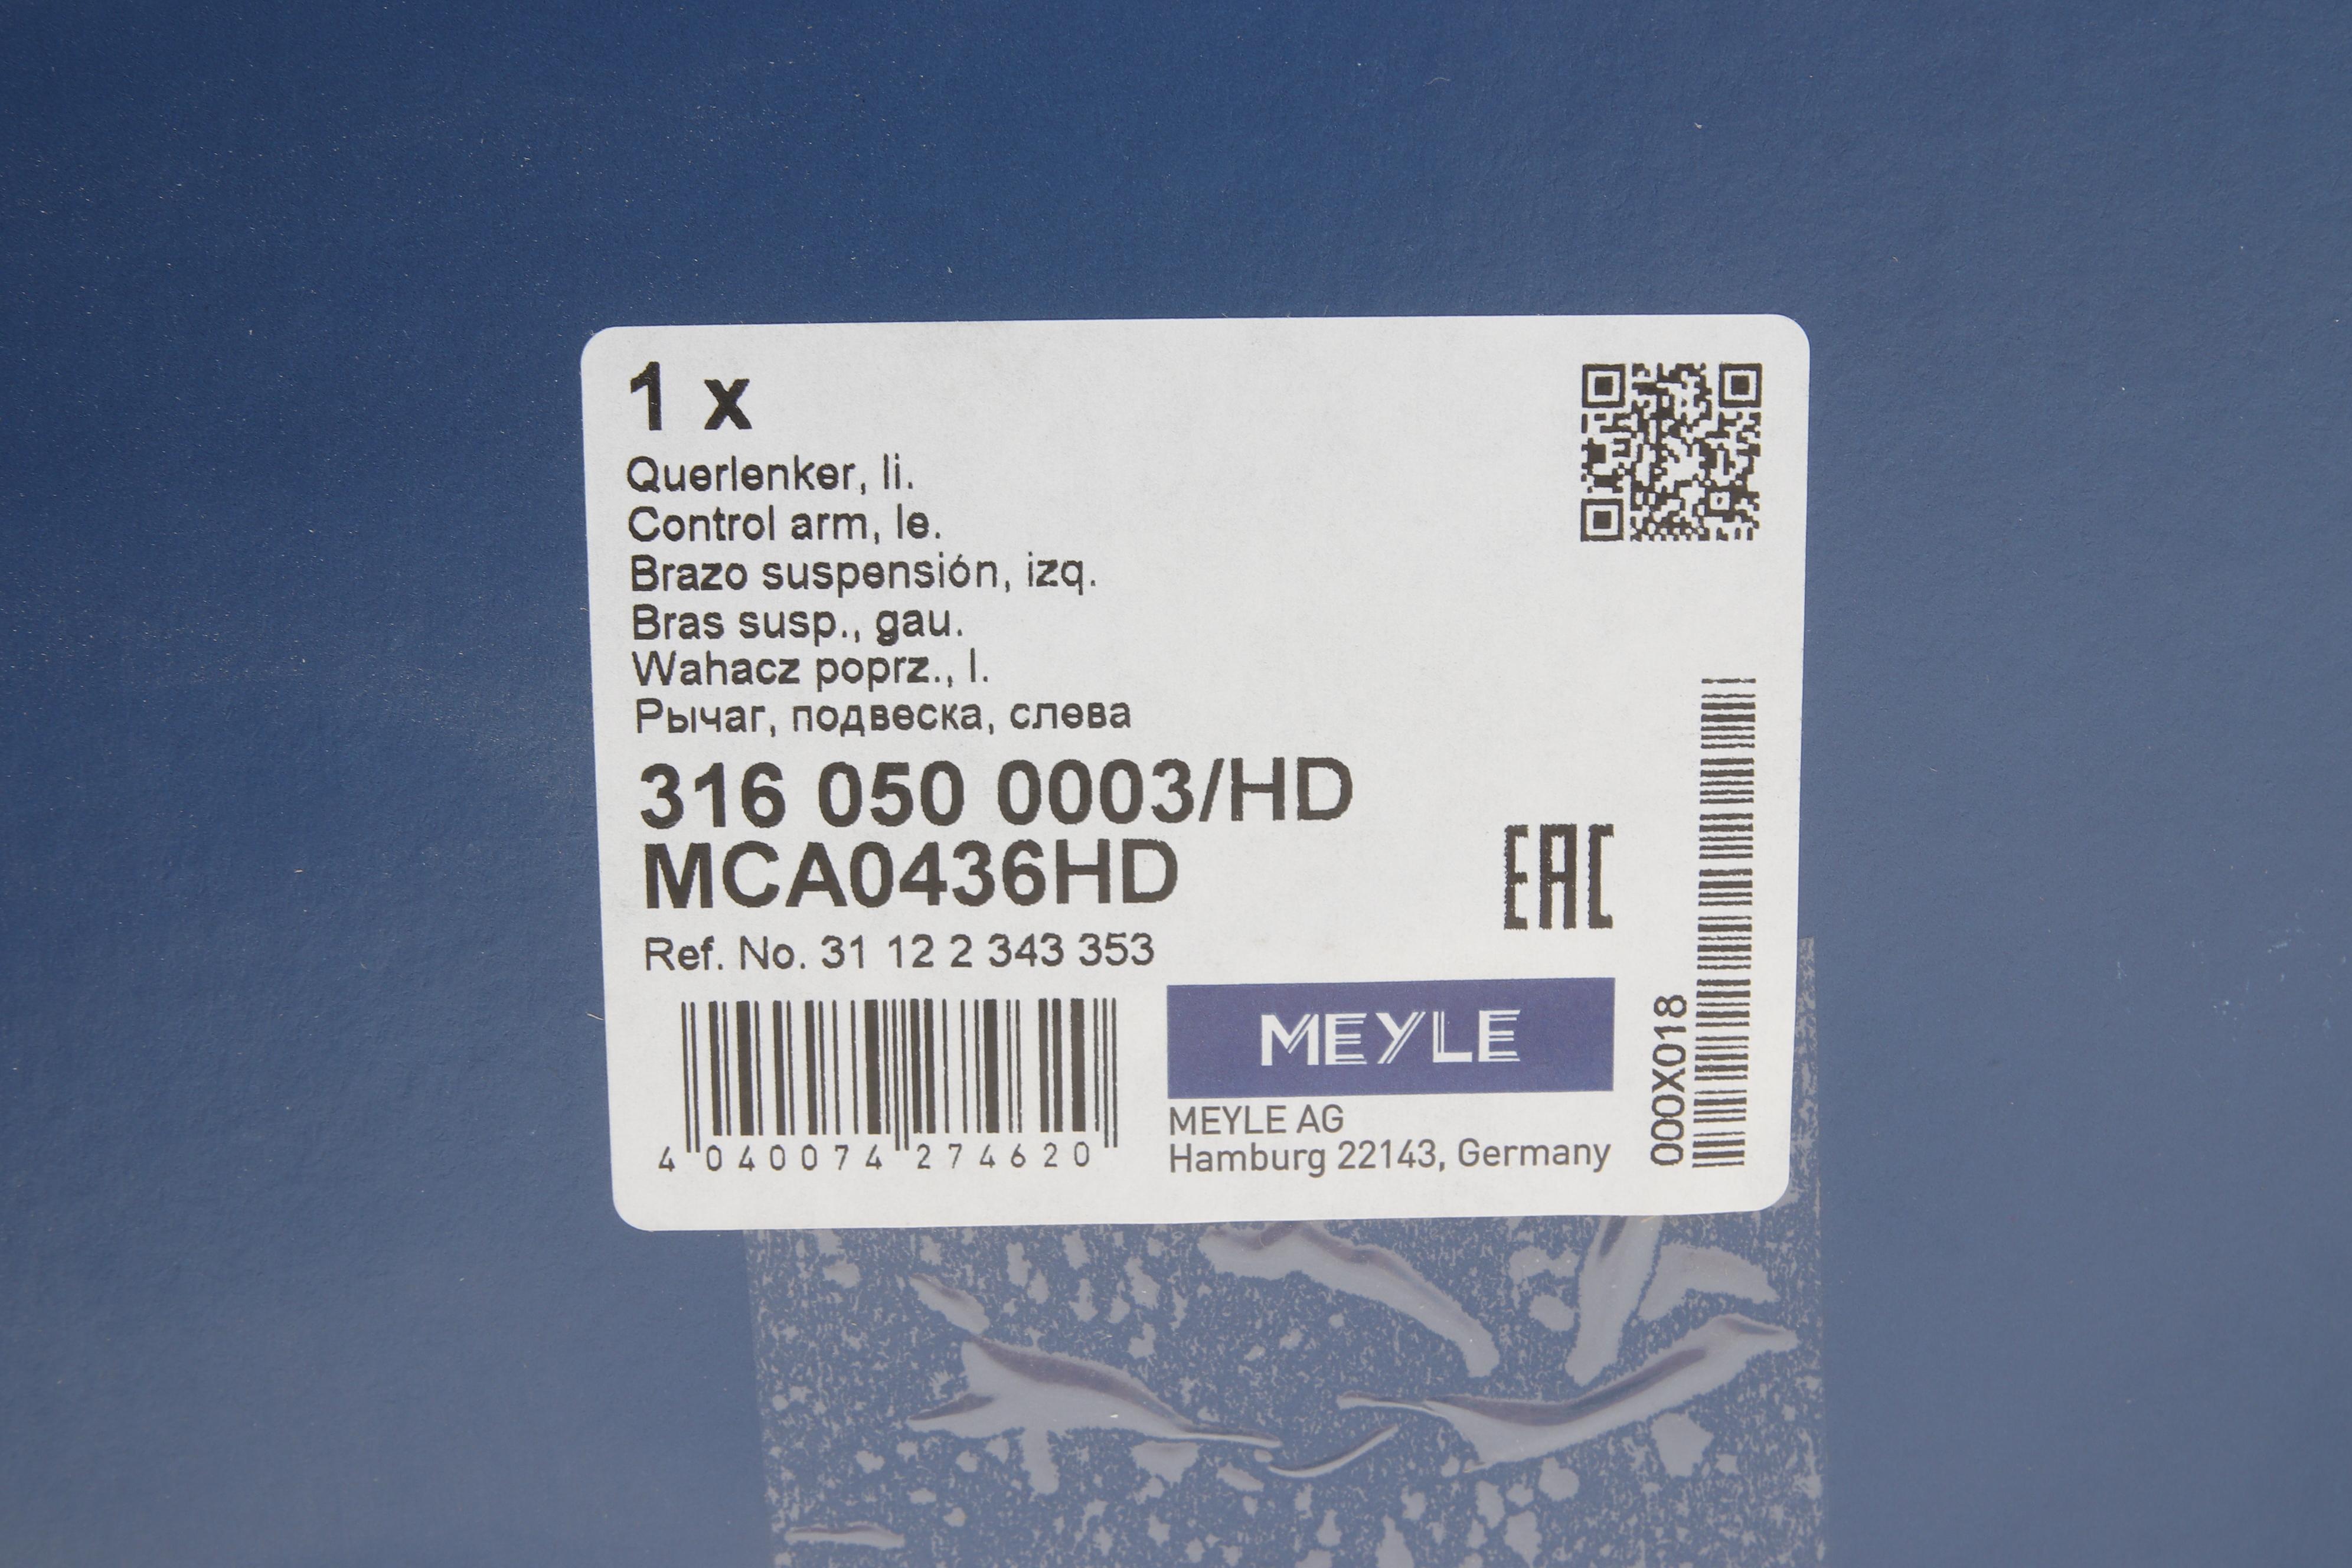 1 x
Querlenker, li.
Control arm, le.
Brazo suspensión, izq.
Bras susp., gau.
Wahacz poprz., l.
Рычаг, подвеска, слева
316 050 0003/HD
MCA0436HD
Ref. No. 31 12 2 343 353
EAC
MEYLE
MEYLE AG
Hamburg 22143, Germany
4 040074 274620
000X018